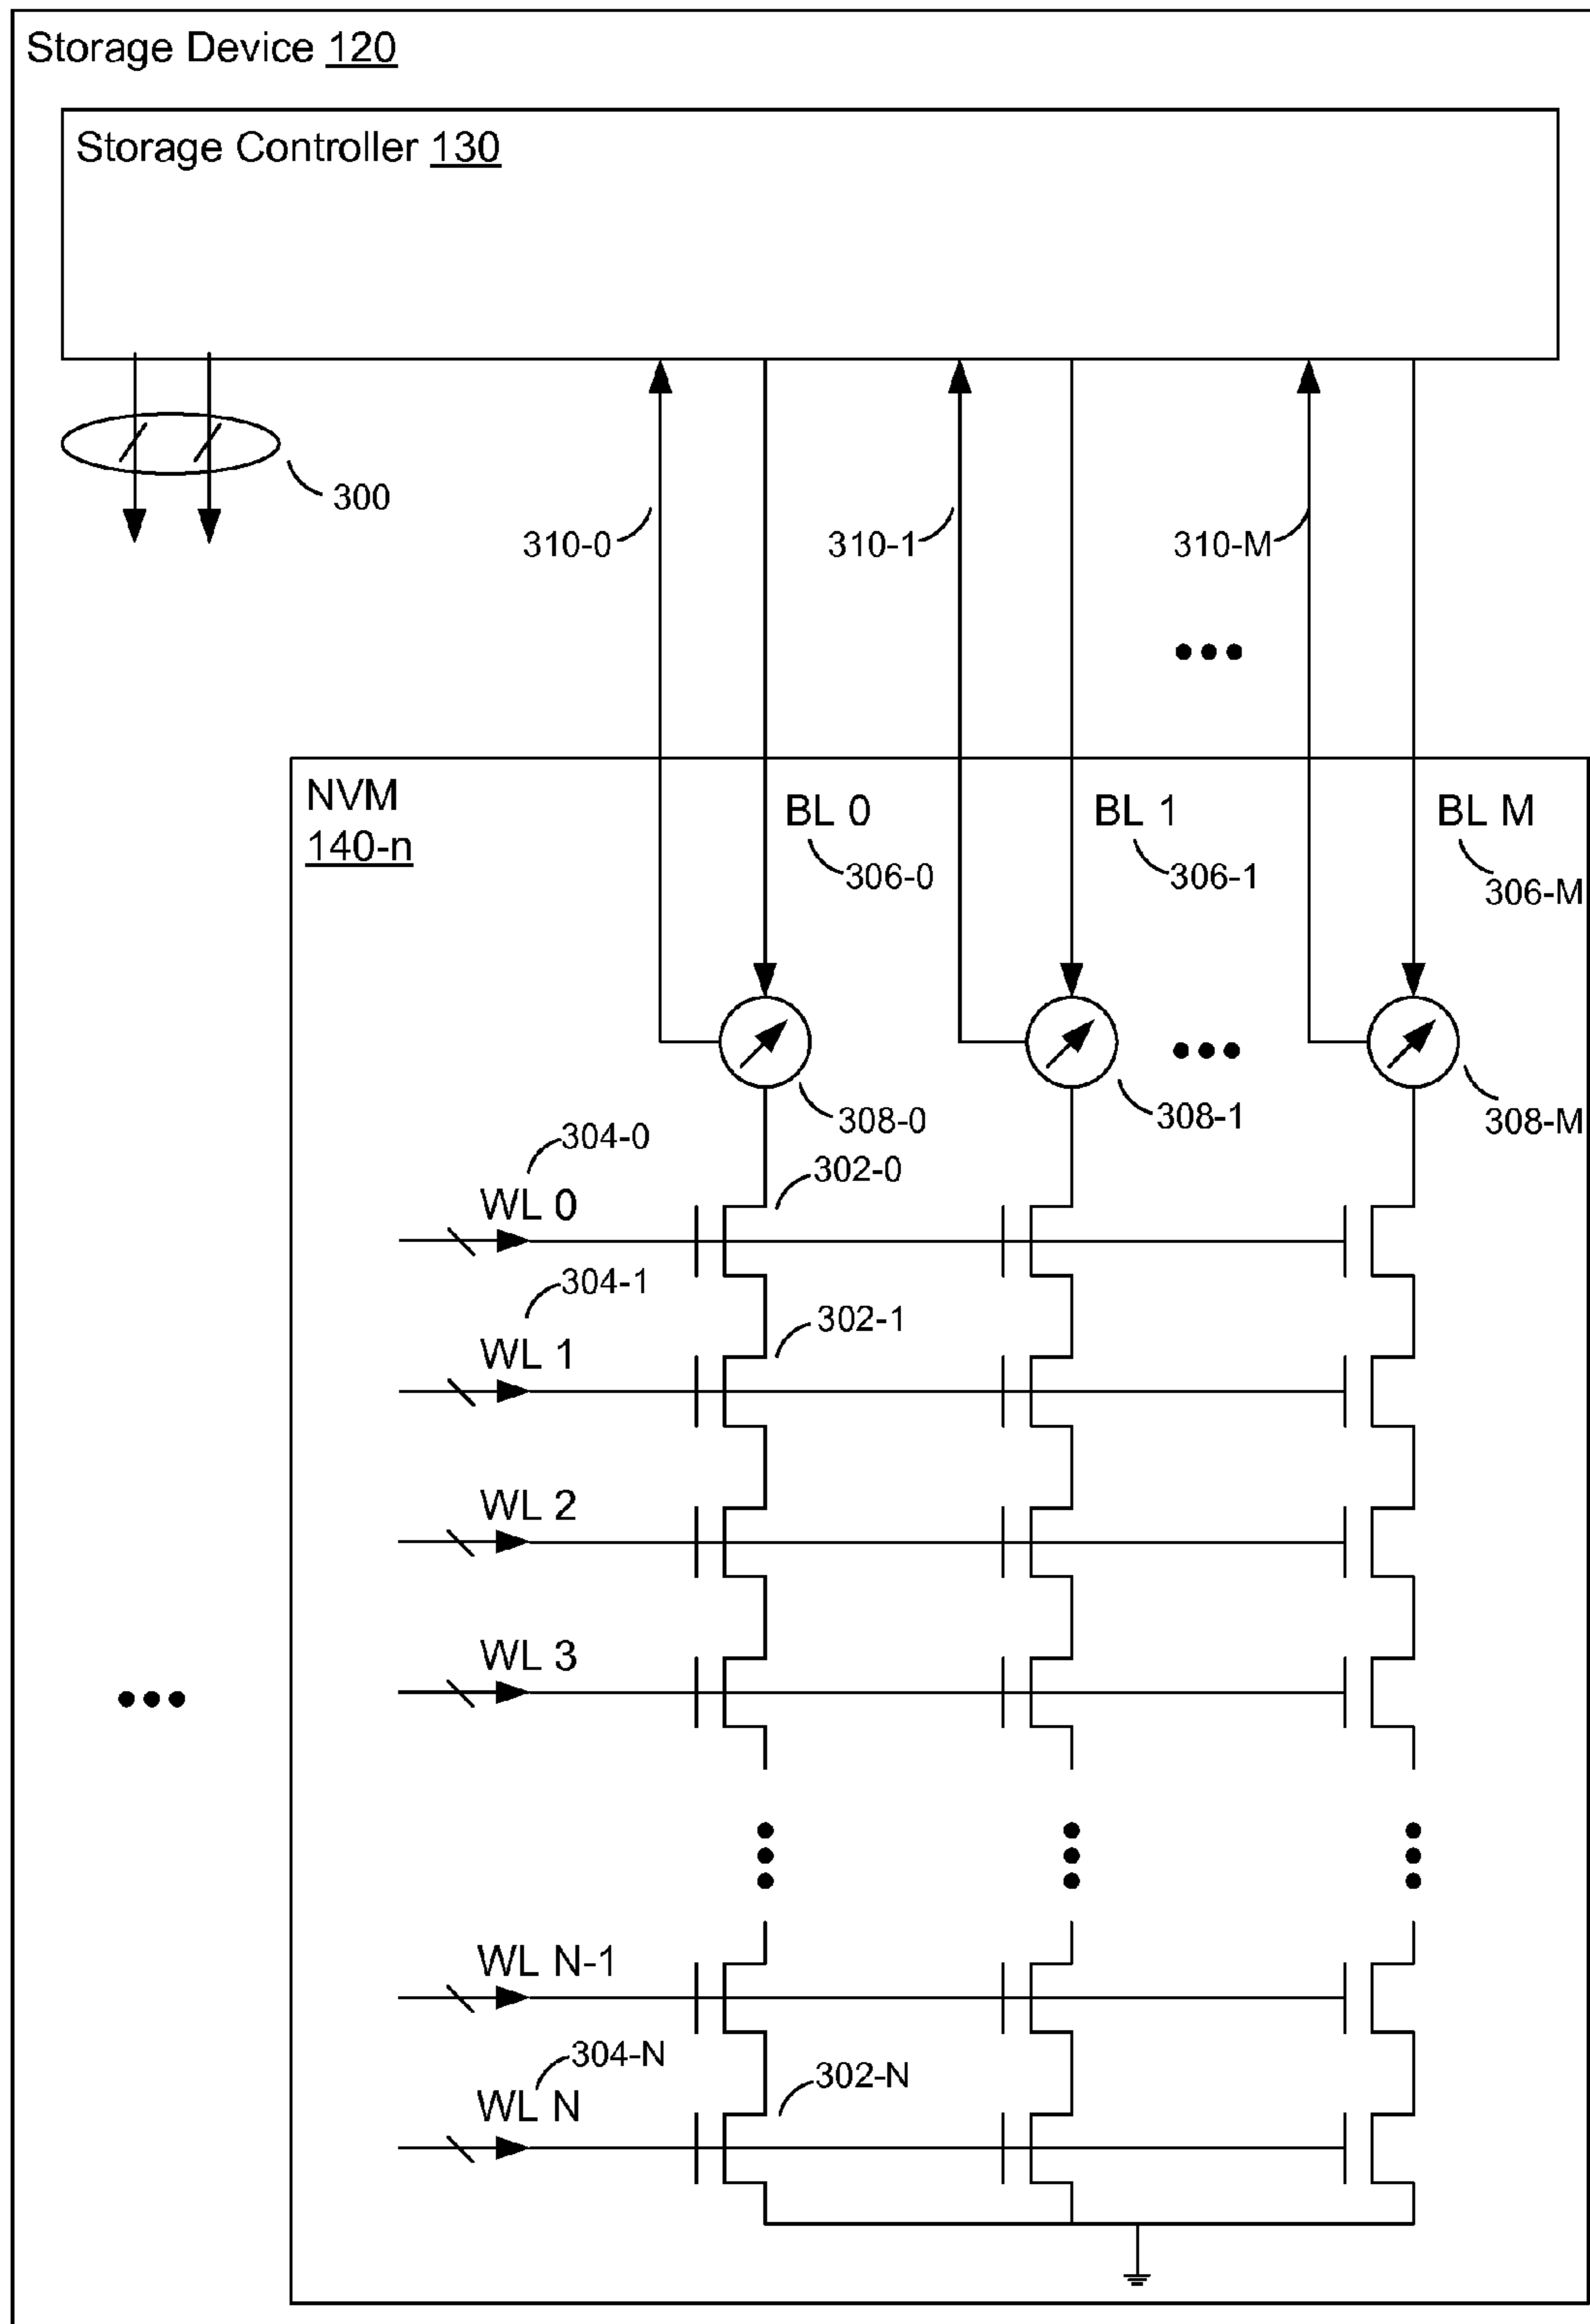 Storage Device 120
Storage Controller 130
300
310-0
310-1
310-M
NVM
140-n
BL 0
306-0
BL 1
306-1
BL M
306-M
308-0
308-1
308-M
304-0
WL 0
302-0
304-1
WL 1
302-1
WL 2
WL 3
WL N-1
304-N
WL N
302-N